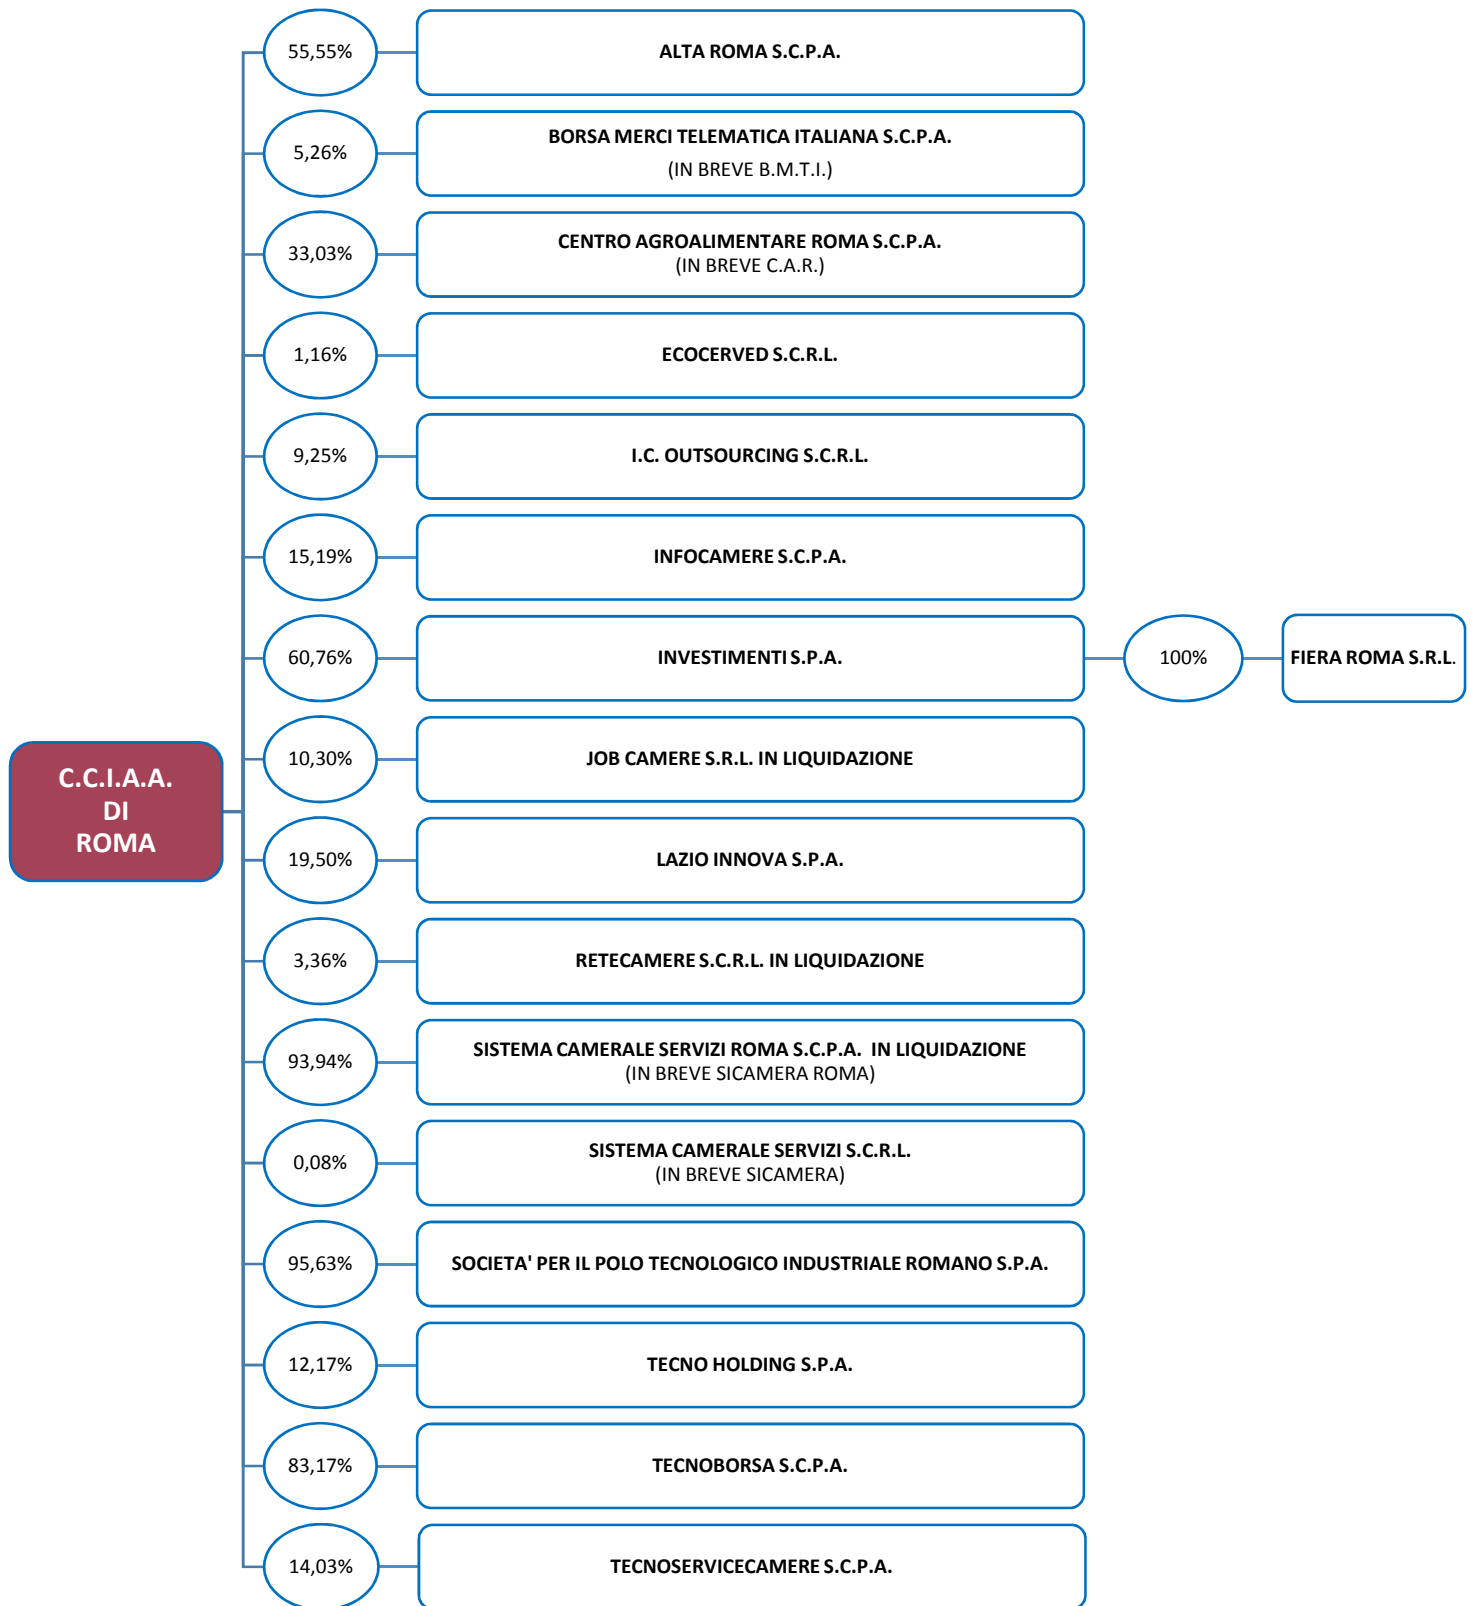 55,55%
ALTA ROMA S.C.P.A.
5,26%
BORSA MERCI TELEMATICA ITALIANA S.C.P.A.
(IN BREVE B.M.T.I.)
33,03%
CENTRO AGROALIMENTARE ROMA S.C.P.A.
(IN BREVE C.A.R.)
1,16%
ECOCERVED S.C.R.L.
9,25%
I.C. OUTSOURCING S.C.R.L.
15,19%
INFOCAMERE S.C.P.A.
60,76%
INVESTIMENTI S.P.A.
100%
FIERA ROMA S.R.L.
C.C.I.A.A.
DI
ROMA
10,30%
JOB CAMERE S.R.L. IN LIQUIDAZIONE
19,50%
LAZIO INNOVA S.P.A.
3,36%
RETECAMERE S.C.R.L. IN LIQUIDAZIONE
93,94%
SISTEMA CAMERALE SERVIZI ROMA S.C.P.A. IN LIQUIDAZIONE
(IN BREVE SICAMERA ROMA)
0,08%
SISTEMA CAMERALE SERVIZI S.C.R.L.
(IN BREVE SICAMERA)
95,63%
SOCIETA' PER IL POLO TECNOLOGICO INDUSTRIALE ROMANO S.P.A.
12,17%
TECNO HOLDING S.P.A.
83,17%
TECNOBORSA S.C.P.A.
14,03%
TECNOSERVICECAMERE S.C.P.A.